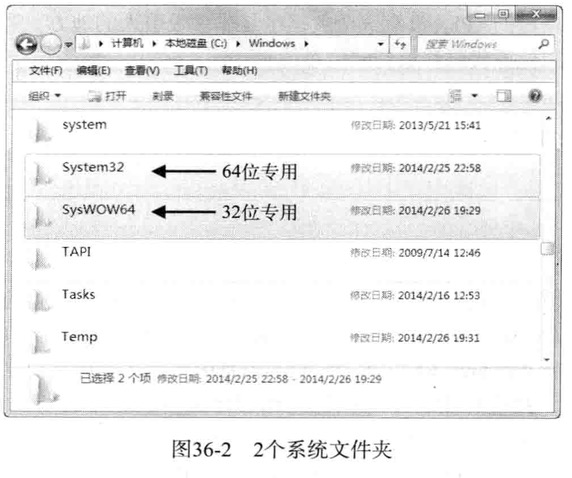 计算机 ▸ 本地磁盘 (C:) ▸ Windows ▸ 搜索 Windows
文件(F) 编辑(E) 查看(V) 工具(T) 帮助(H)
组织 ▼ 打开 刻录 兼容性文件 新建文件夹
system 修改日期: 2013/5/21 15:41
System32 64位专用 修改日期: 2014/2/25 22:58
SysWOW64 32位专用 修改日期: 2014/2/26 19:29
TAPI 修改日期: 2009/7/14 12:46
Tasks 修改日期: 2014/2/16 12:53
Temp 修改日期: 2014/2/26 19:31
已选择 2 个项 修改日期: 2014/2/25 22:58 - 2014/2/26 19:29
图36-2 2个系统文件夹